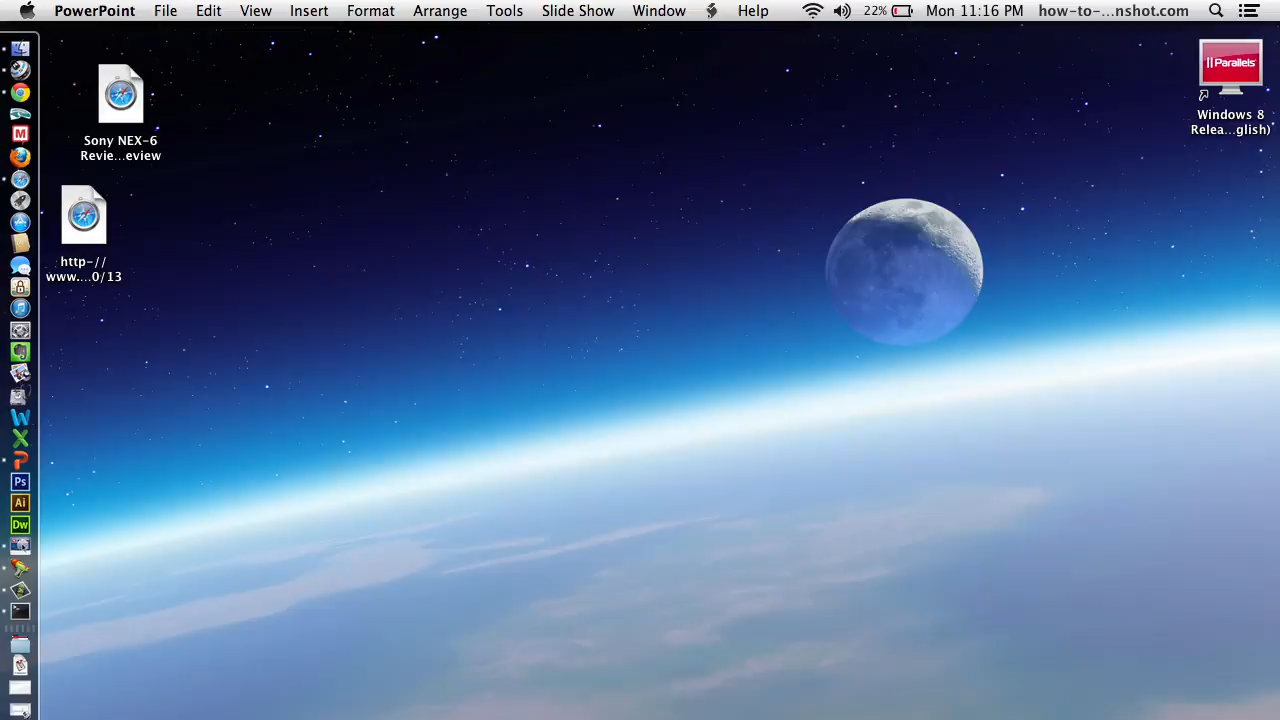 PowerPoint File Edit View Insert Format Arrange Tools Slide Show Window Help 22% Mon 11:16 PM how-to-...nshot.com
Sony NEX-6
Revie...eview
http-//
www....0/13
||Parallels
Windows 8
Relea...glish)
M
W
X
P
Ps
Ai
Dw